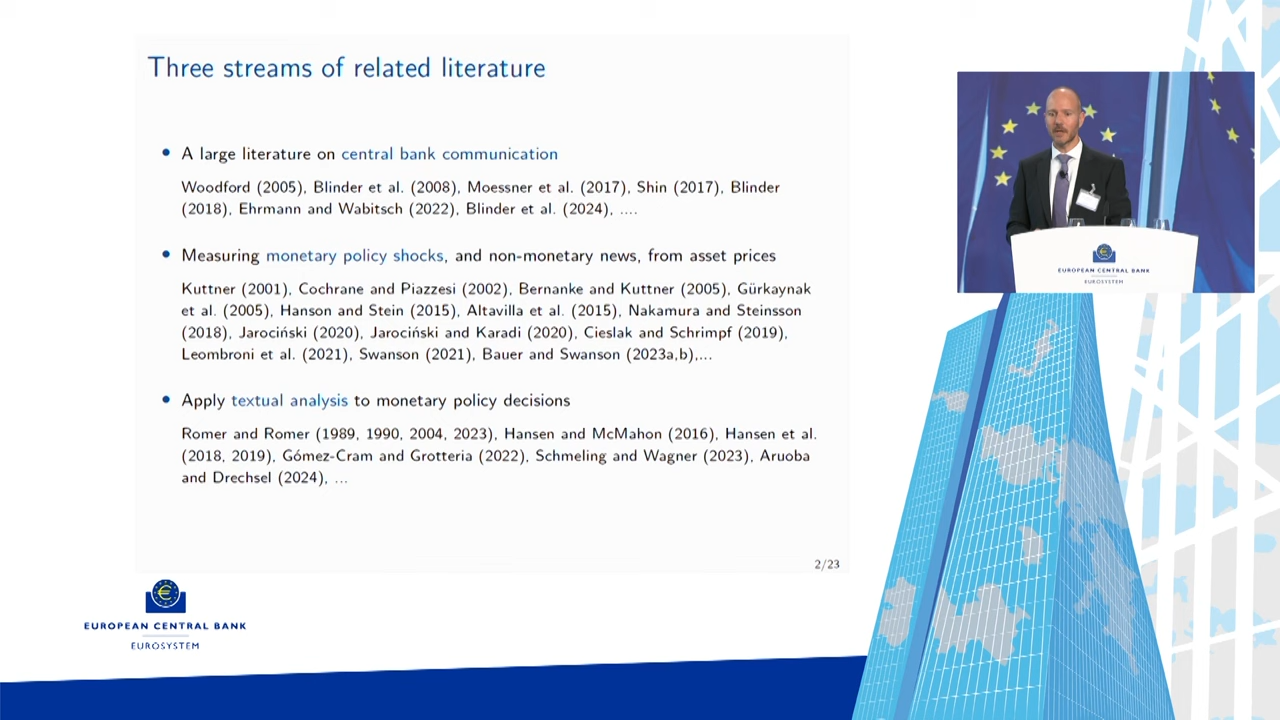 Three streams of related literature
• A large literature on central bank communication
Woodford (2005), Blinder et al. (2008), Moessner et al. (2017), Shin (2017), Blinder
(2018), Ehrmann and Wabitsch (2022), Blinder et al. (2024), ....
• Measuring monetary policy shocks, and non-monetary news, from asset prices
Kuttner (2001), Cochrane and Piazzesi (2002), Bernanke and Kuttner (2005), Gürkaynak
et al. (2005), Hanson and Stein (2015), Altavilla et al. (2015), Nakamura and Steinsson
(2018), Jarociński (2020), Jarociński and Karadi (2020), Cieslak and Schrimpf (2019),
Leombroni et al. (2021), Swanson (2021), Bauer and Swanson (2023a,b),...
• Apply textual analysis to monetary policy decisions
Romer and Romer (1989, 1990, 2004, 2023), Hansen and McMahon (2016), Hansen et al.
(2018, 2019), Gómez-Cram and Grotteria (2022), Schmeling and Wagner (2023), Aruoba
and Drechsel (2024), ...
2/23
EUROPEAN CENTRAL BANK
EUROSYSTEM
EUROPEAN CENTRAL BANK
EUROSYSTEM